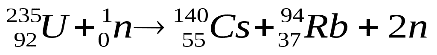 ²³⁵₉₂U + ¹₀n → ¹⁴⁰₅₅Cs + ⁹⁴₃₇Rb + 2n